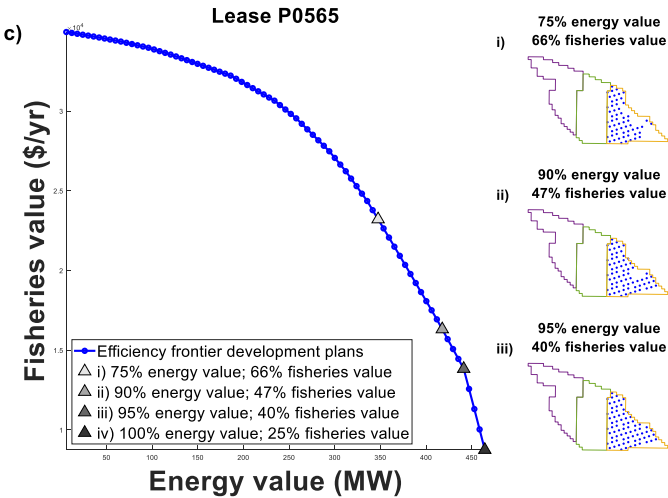 Lease P0565
c)
×10⁴
Fisheries value ($/yr)
3
2.5
2
1.5
1
Efficiency frontier development plans
i) 75% energy value; 66% fisheries value
ii) 90% energy value; 47% fisheries value
iii) 95% energy value; 40% fisheries value
iv) 100% energy value; 25% fisheries value
50 100 150 200 250 300 350 400 450
Energy value (MW)
75% energy value
66% fisheries value
i)
90% energy value
47% fisheries value
ii)
95% energy value
40% fisheries value
iii)